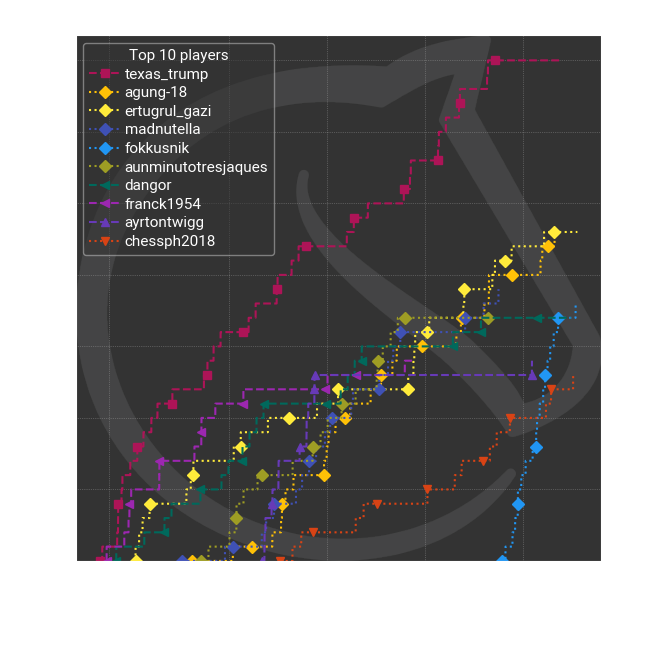 Top 10 players
texas_trump
agung-18
ertugrul_gazi
madnutella
fokkusnik
aunminutotresjaques
dangor
franck1954
ayrtontwigg
chessph2018